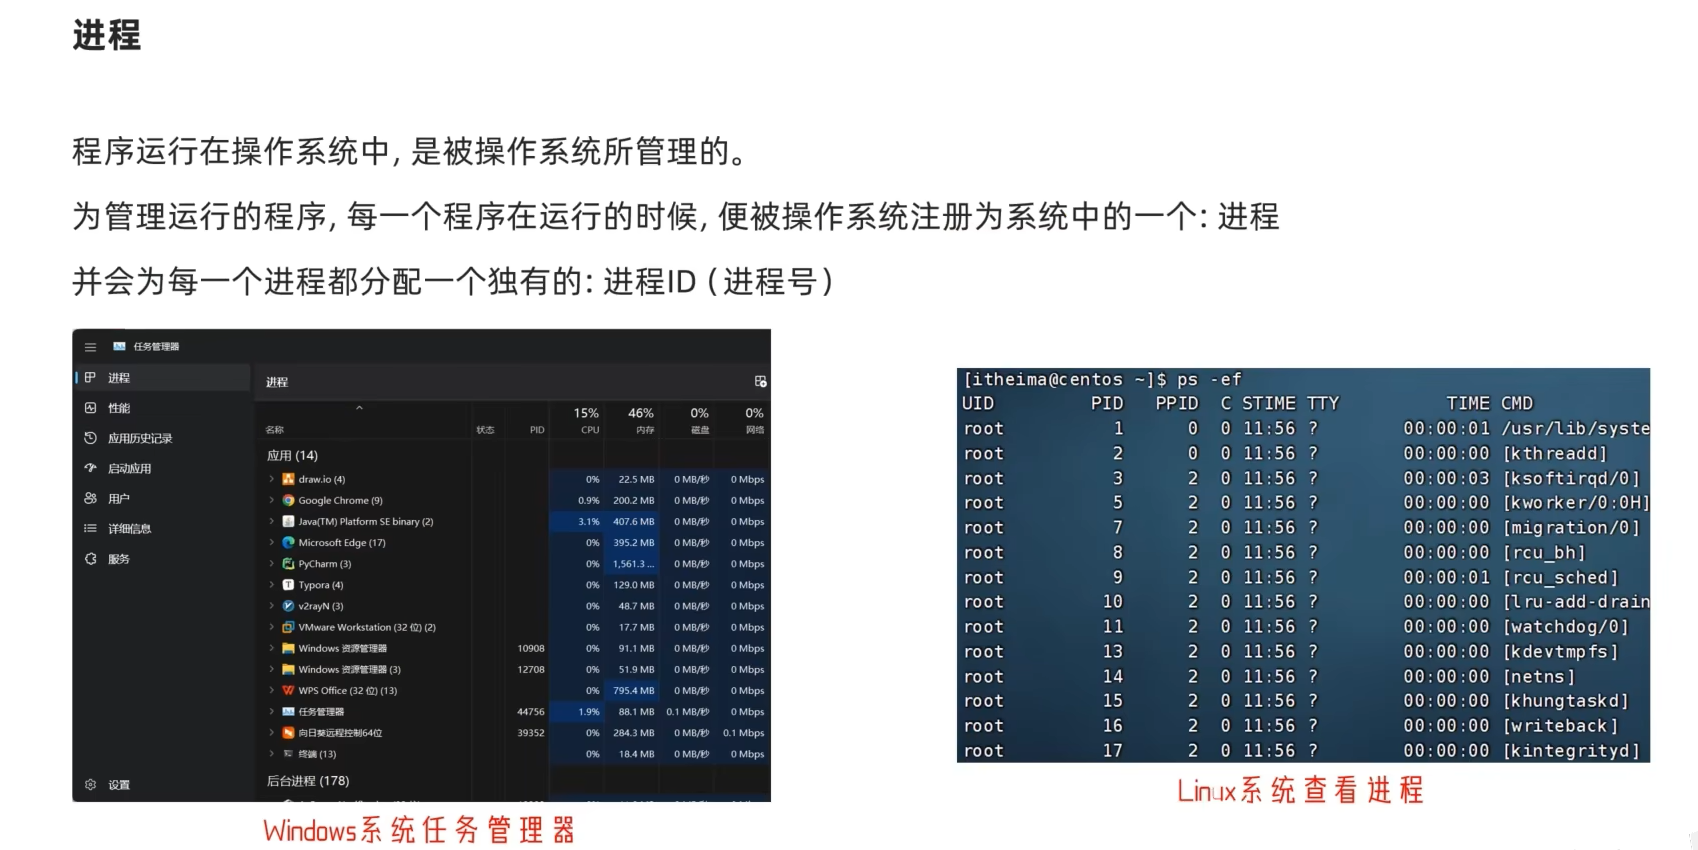 进程
程序运行在操作系统中, 是被操作系统所管理的。
为管理运行的程序, 每一个程序在运行的时候, 便被操作系统注册为系统中的一个: 进程
并会为每一个进程都分配一个独有的: 进程ID（进程号）
任务管理器
进程
性能
应用历史记录
启动应用
用户
详细信息
服务
设置
进程
15% 46% 0% 0%
名称 状态 PID CPU 内存 磁盘 网络
应用 (14)
draw.io (4) 0% 22.5 MB 0 MB/秒 0 Mbps
Google Chrome (9) 0.9% 200.2 MB 0 MB/秒 0 Mbps
Java(TM) Platform SE binary (2) 3.1% 407.6 MB 0 MB/秒 0 Mbps
Microsoft Edge (17) 0% 395.2 MB 0 MB/秒 0 Mbps
PyCharm (3) 0% 1,561.3 ... 0 MB/秒 0 Mbps
Typora (4) 0% 129.0 MB 0 MB/秒 0 Mbps
v2rayN (3) 0% 48.7 MB 0 MB/秒 0 Mbps
VMware Workstation (32 位) (2) 0% 17.7 MB 0 MB/秒 0 Mbps
Windows 资源管理器 10908 0% 91.1 MB 0 MB/秒 0 Mbps
Windows 资源管理器 (3) 12708 0% 51.9 MB 0 MB/秒 0 Mbps
WPS Office (32 位) (13) 0% 795.4 MB 0 MB/秒 0 Mbps
任务管理器 44756 1.9% 88.1 MB 0.1 MB/秒 0 Mbps
向日葵远程控制64位 39352 0% 284.3 MB 0 MB/秒 0.1 Mbps
终端 (13) 0% 18.4 MB 0 MB/秒 0 Mbps
后台进程 (178)
Windows系统任务管理器
[itheima@centos ~]$ ps -ef
UID PID PPID C STIME TTY TIME CMD
root 1 0 0 11:56 ? 00:00:01 /usr/lib/syste
root 2 0 0 11:56 ? 00:00:00 [kthreadd]
root 3 2 0 11:56 ? 00:00:03 [ksoftirqd/0]
root 5 2 0 11:56 ? 00:00:00 [kworker/0:0H]
root 7 2 0 11:56 ? 00:00:00 [migration/0]
root 8 2 0 11:56 ? 00:00:00 [rcu_bh]
root 9 2 0 11:56 ? 00:00:01 [rcu_sched]
root 10 2 0 11:56 ? 00:00:00 [lru-add-drain
root 11 2 0 11:56 ? 00:00:00 [watchdog/0]
root 13 2 0 11:56 ? 00:00:00 [kdevtmpfs]
root 14 2 0 11:56 ? 00:00:00 [netns]
root 15 2 0 11:56 ? 00:00:00 [khungtaskd]
root 16 2 0 11:56 ? 00:00:00 [writeback]
root 17 2 0 11:56 ? 00:00:00 [kintegrityd]
Linux系统查看进程